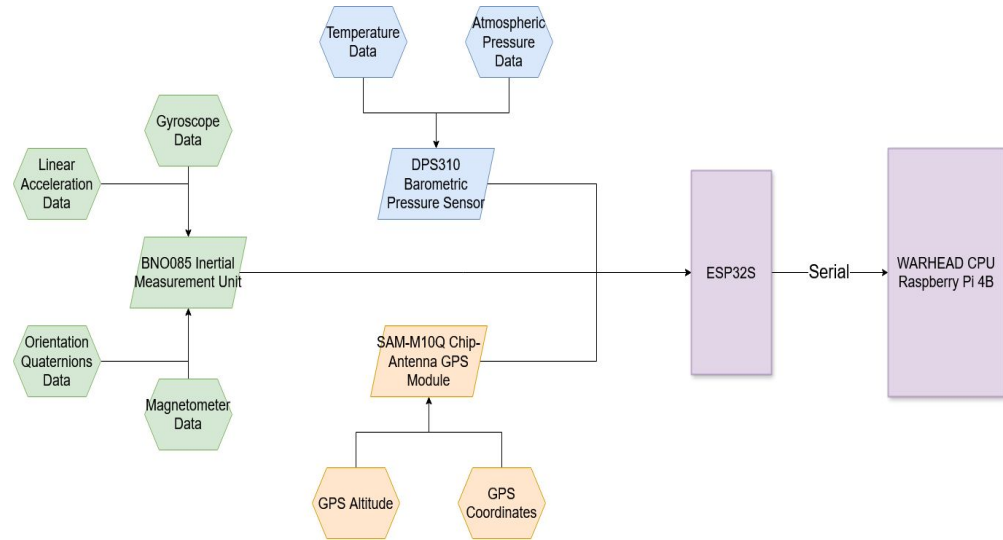 Temperature
Data
Atmospheric
Pressure
Data
Gyroscope
Data
Linear
Acceleration
Data
DPS310
Barometric
Pressure Sensor
BNO085 Inertial
Measurement Unit
ESP32S
Serial
WARHEAD CPU
Raspberry Pi 4B
Orientation
Quaternions
Data
Magnetometer
Data
SAM-M10Q Chip-
Antenna GPS
Module
GPS Altitude
GPS
Coordinates